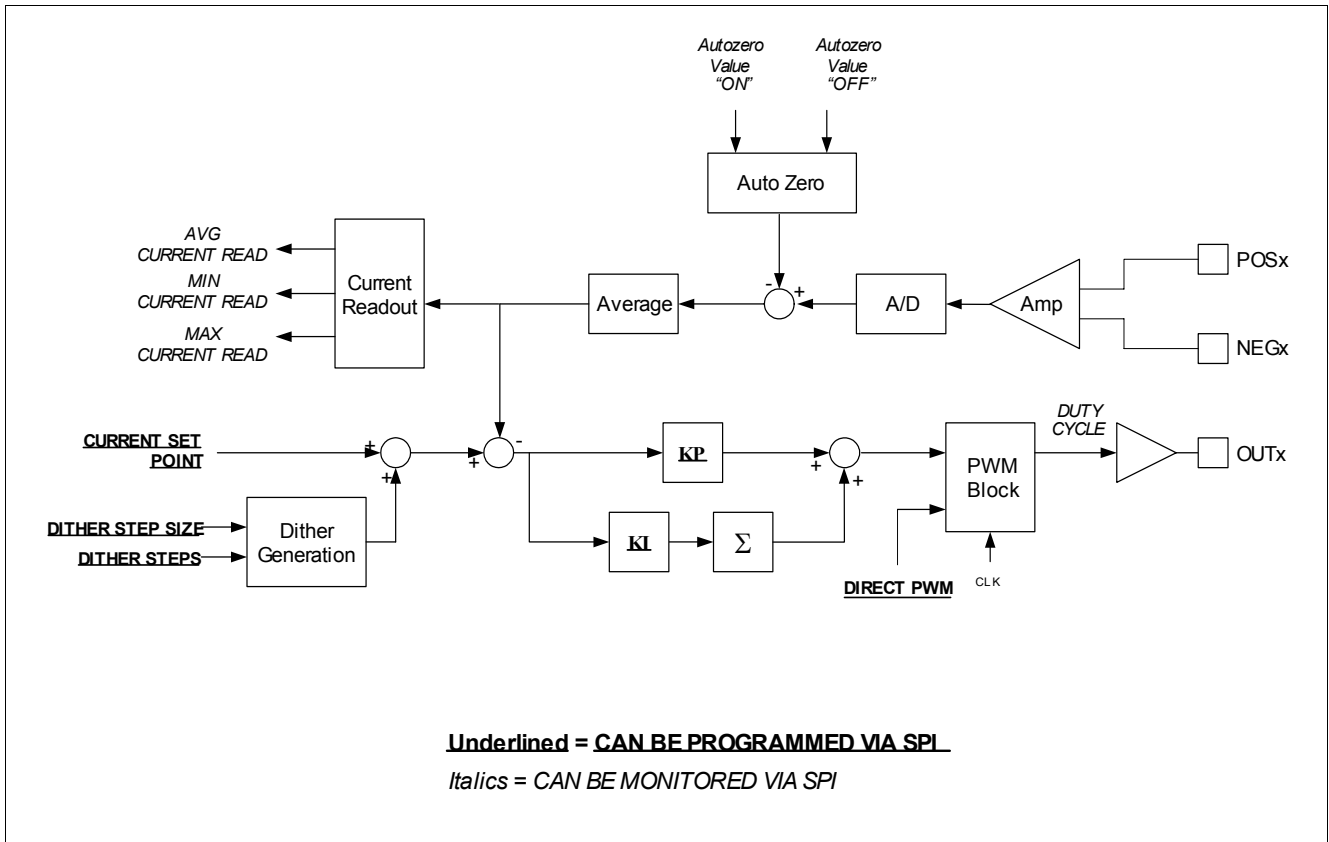 Autozero
Value
“ON”
Autozero
Value
“OFF”
Auto Zero
AVG
CURRENT READ
MIN
CURRENT READ
MAX
CURRENT READ
Current
Readout
Average
-
+
A/D
Amp
POSx
NEGx
CURRENT SET
POINT
+
+
+
-
KP
+
+
PWM
Block
DUTY
CYCLE
OUTx
DITHER STEP SIZE
DITHER STEPS
Dither
Generation
KI
Σ
DIRECT PWM
CLK
Underlined = CAN BE PROGRAMMED VIA SPI
Italics = CAN BE MONITORED VIA SPI